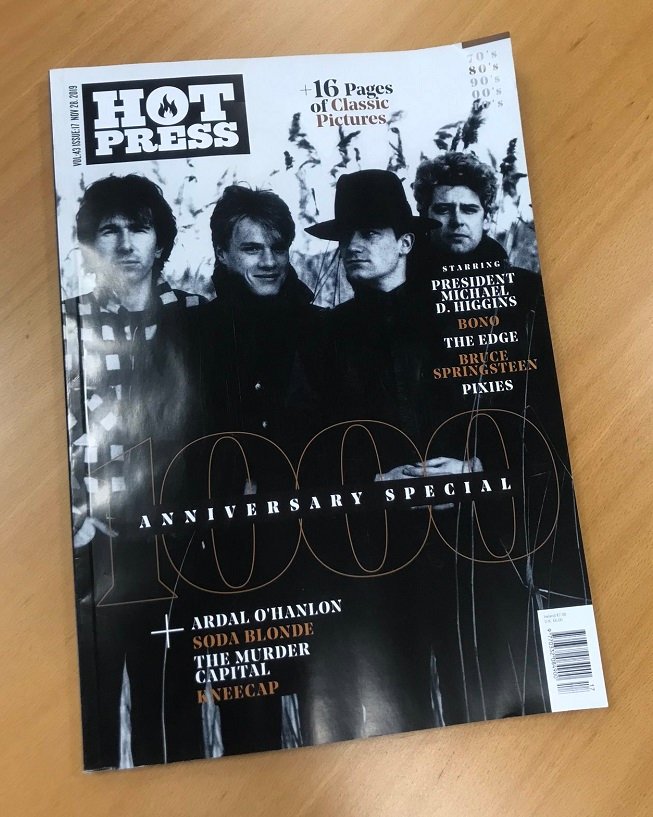 VOL:43 ISSUE:17 NOV 28, 2019
HOT
PRESS
+16 Pages
of Classic
Pictures
70's
80's
90's
00's
STARRING
PRESIDENT
MICHAEL
D. HIGGINS
BONO
THE EDGE
BRUCE
SPRINGSTEEN
PIXIES
1000
ANNIVERSARY SPECIAL
+ ARDAL O'HANLON
SODA BLONDE
THE MURDER
CAPITAL
KNEECAP
17